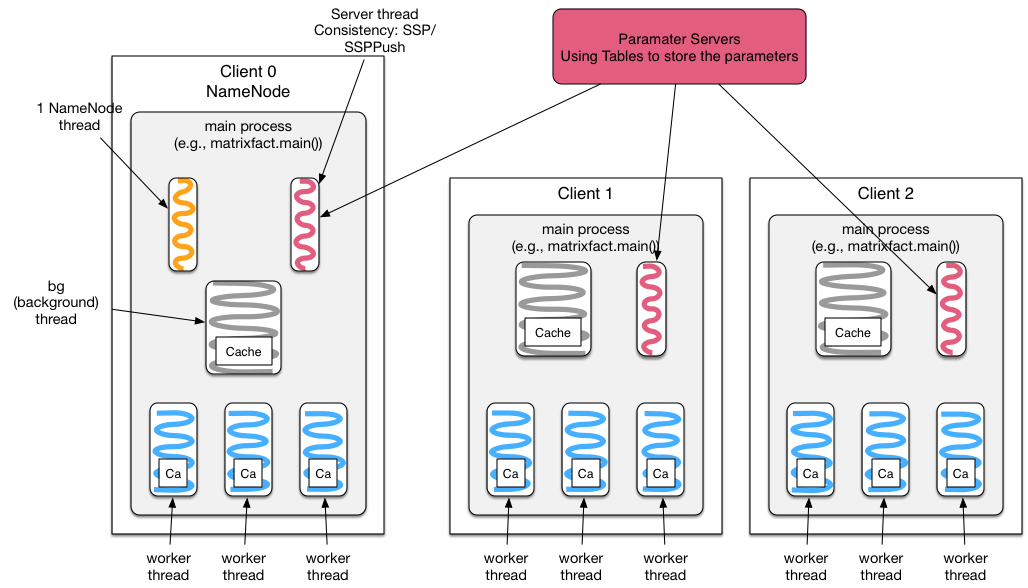 Server thread
Consistency: SSP/
SSPPush
Paramater Servers
Using Tables to store the parameters
Client 0
NameNode
1 NameNode
thread
main process
(e.g., matrixfact.main())
bg
(background)
thread
Cache
Ca
Ca
Ca
worker
thread
worker
thread
worker
thread
Client 1
main process
(e.g., matrixfact.main())
Cache
Ca
Ca
Ca
worker
thread
worker
thread
worker
thread
Client 2
main process
(e.g., matrixfact.main())
Cache
Ca
Ca
Ca
worker
thread
worker
thread
worker
thread